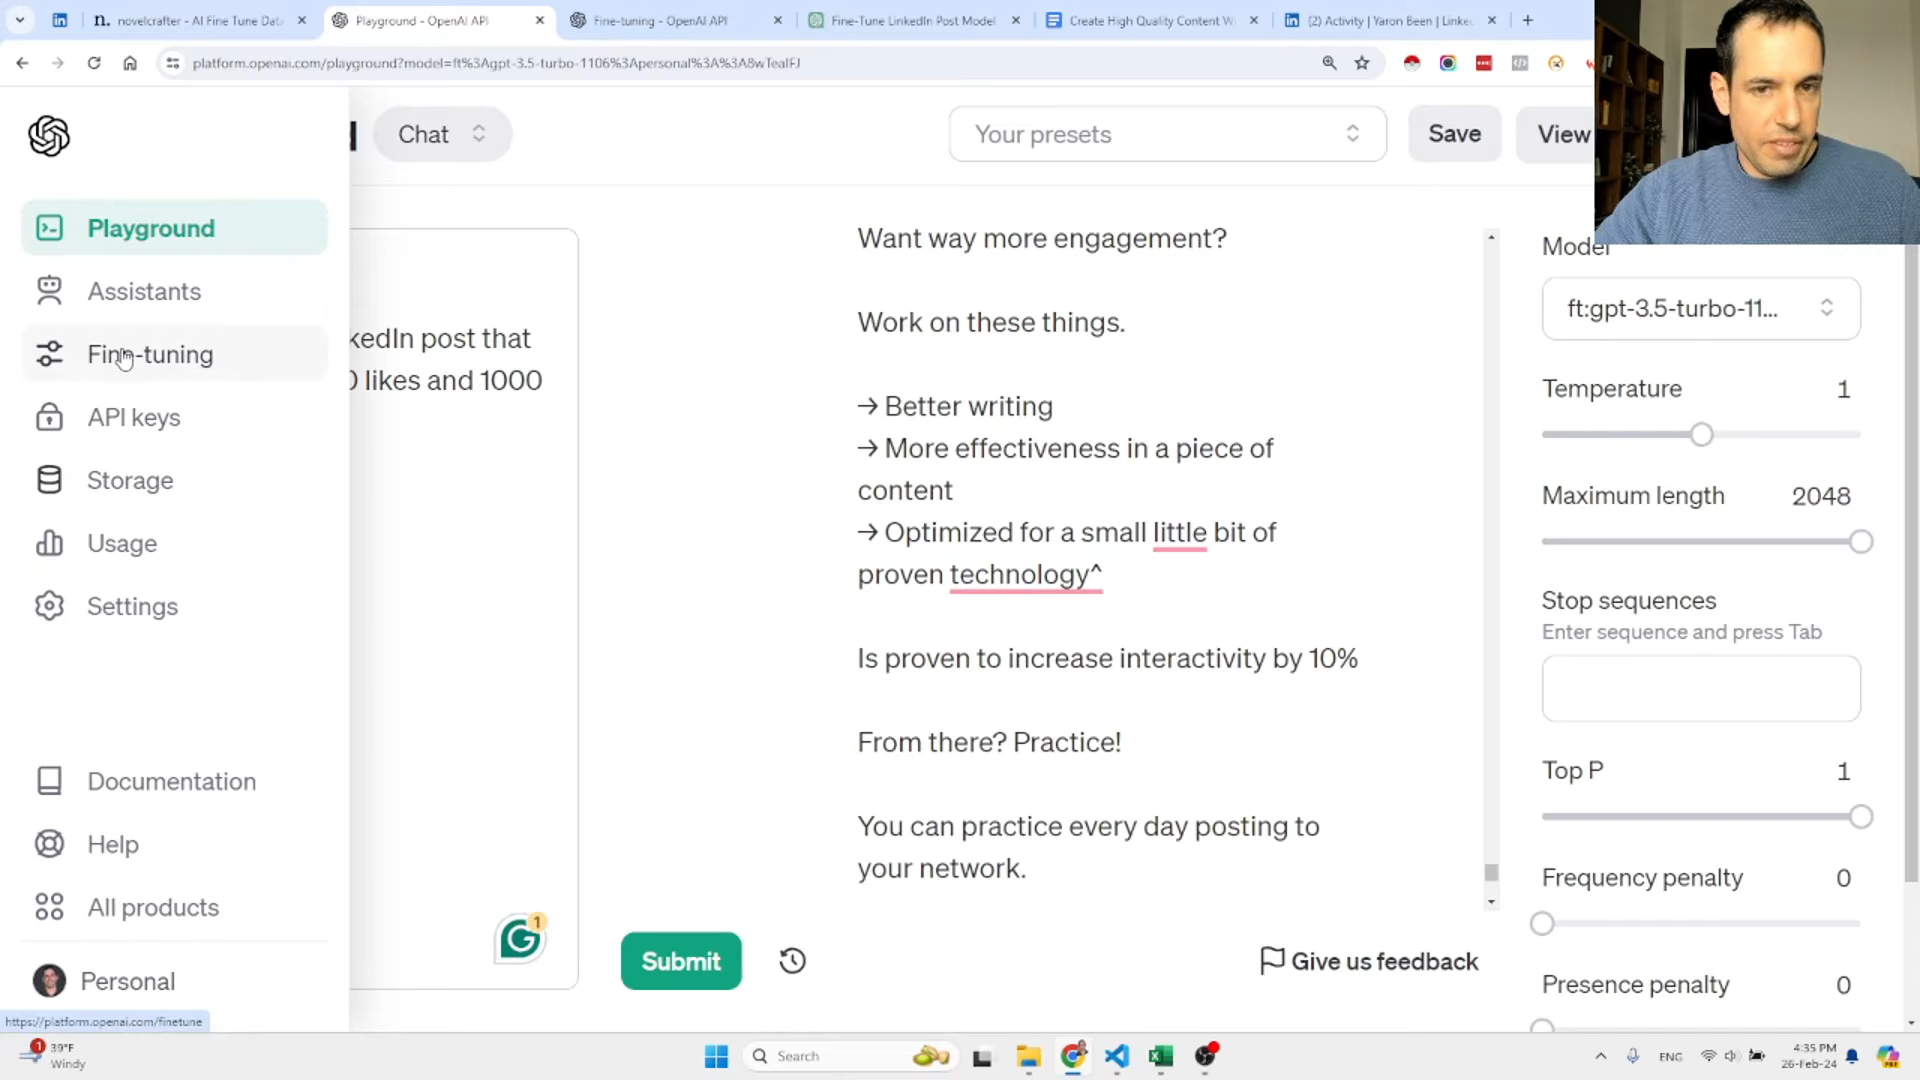 novelcrafter - AI Fine Tune Data
Playground - OpenAI API
Fine-tuning - OpenAI API
Fine-Tune LinkedIn Post Model
Create High Quality Content W
(2) Activity | Yaron Been | Linke
platform.openai.com/playground?model=ft%3Agpt-3.5-turbo-1106%3Apersonal%3A%3A8wTeaIFJ
Chat
Your presets
Save
View
Playground
Assistants
Fine-tuning
API keys
Storage
Usage
Settings
Documentation
Help
All products
Personal
https://platform.openai.com/finetune
kedIn post that
0 likes and 1000
1
Want way more engagement?
Work on these things.
→ Better writing
→ More effectiveness in a piece of
content
→ Optimized for a small little bit of
proven technology^
Is proven to increase interactivity by 10%
From there? Practice!
You can practice every day posting to
your network.
Submit
Give us feedback
Model
ft:gpt-3.5-turbo-11...
Temperature 1
Maximum length 2048
Stop sequences
Enter sequence and press Tab
Top P 1
Frequency penalty 0
Presence penalty 0
1
39°F
Windy
Search
ENG
4:35 PM
26-Feb-24